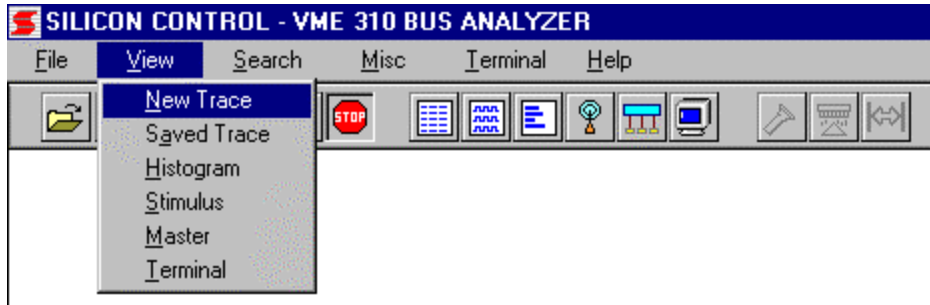 SILICON CONTROL - VME 310 BUS ANALYZER
File View Search Misc Terminal Help
STOP
New Trace
Saved Trace
Histogram
Stimulus
Master
Terminal